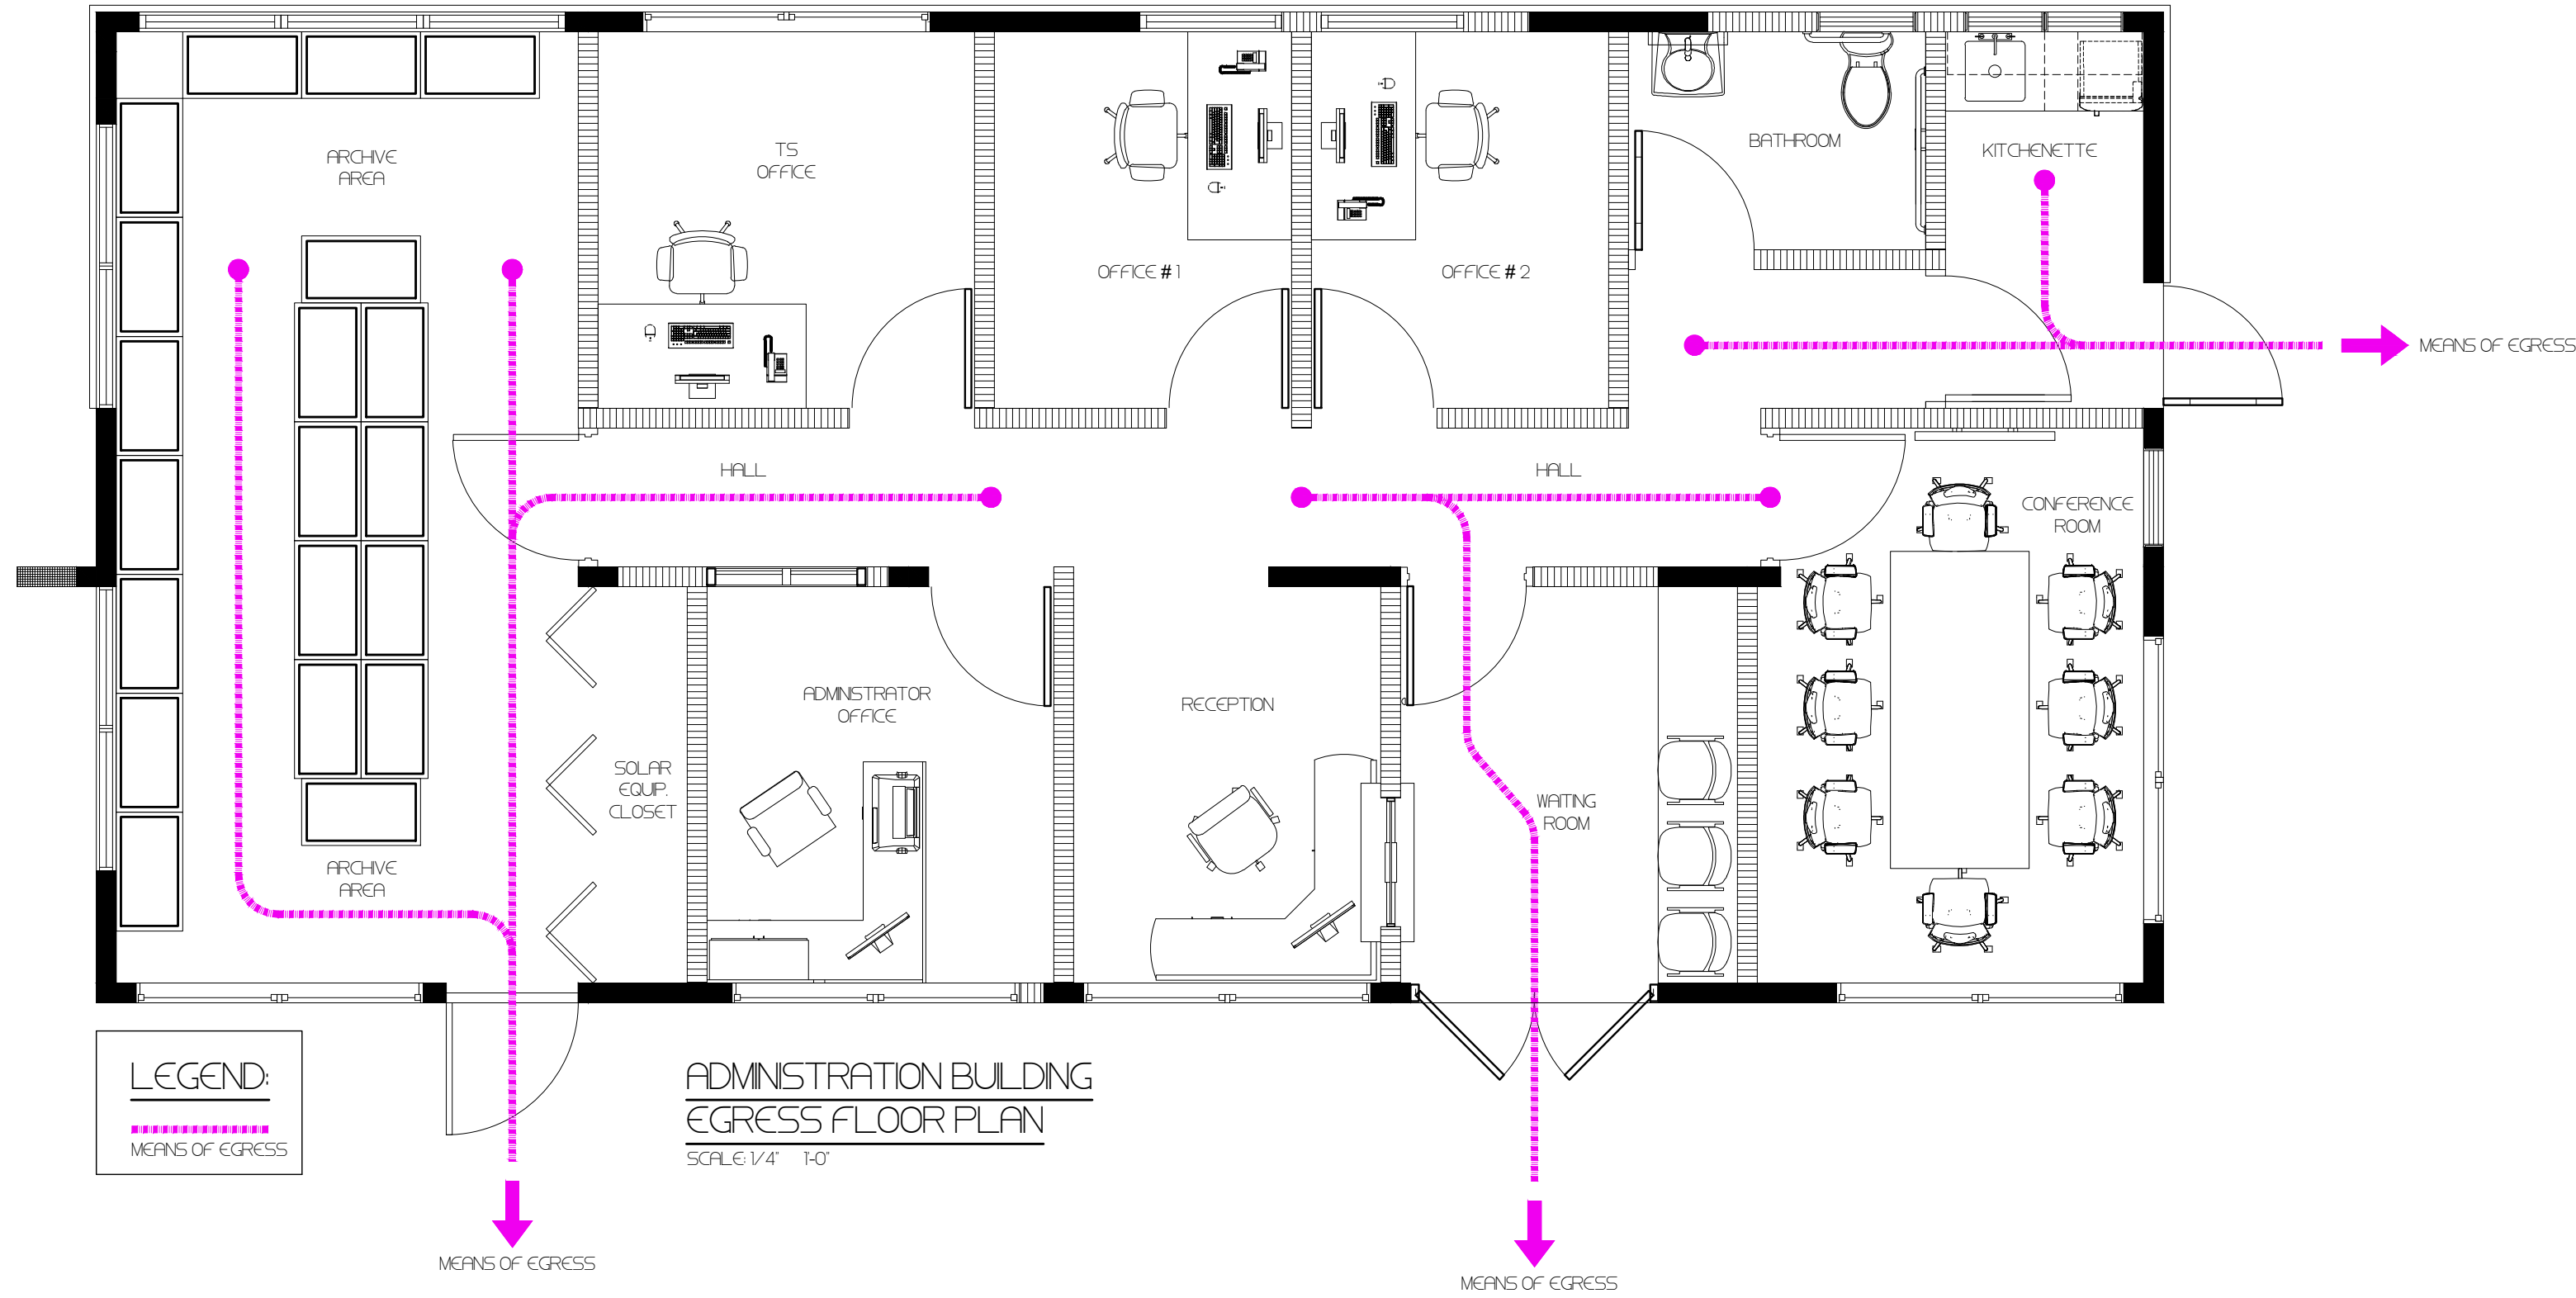 ARCHIVE
AREA
TS
OFFICE
OFFICE #1
OFFICE #2
BATHROOM
KITCHENETTE
MEANS OF EGRESS
HALL
HALL
CONFERENCE
ROOM
ADMINISTRATOR
OFFICE
RECEPTION
SOLAR
EQUIP.
CLOSET
WAITING
ROOM
ARCHIVE
AREA
LEGEND:
MEANS OF EGRESS
ADMINISTRATION BUILDING
EGRESS FLOOR PLAN
SCALE: 1/4" 1'-0"
MEANS OF EGRESS
MEANS OF EGRESS